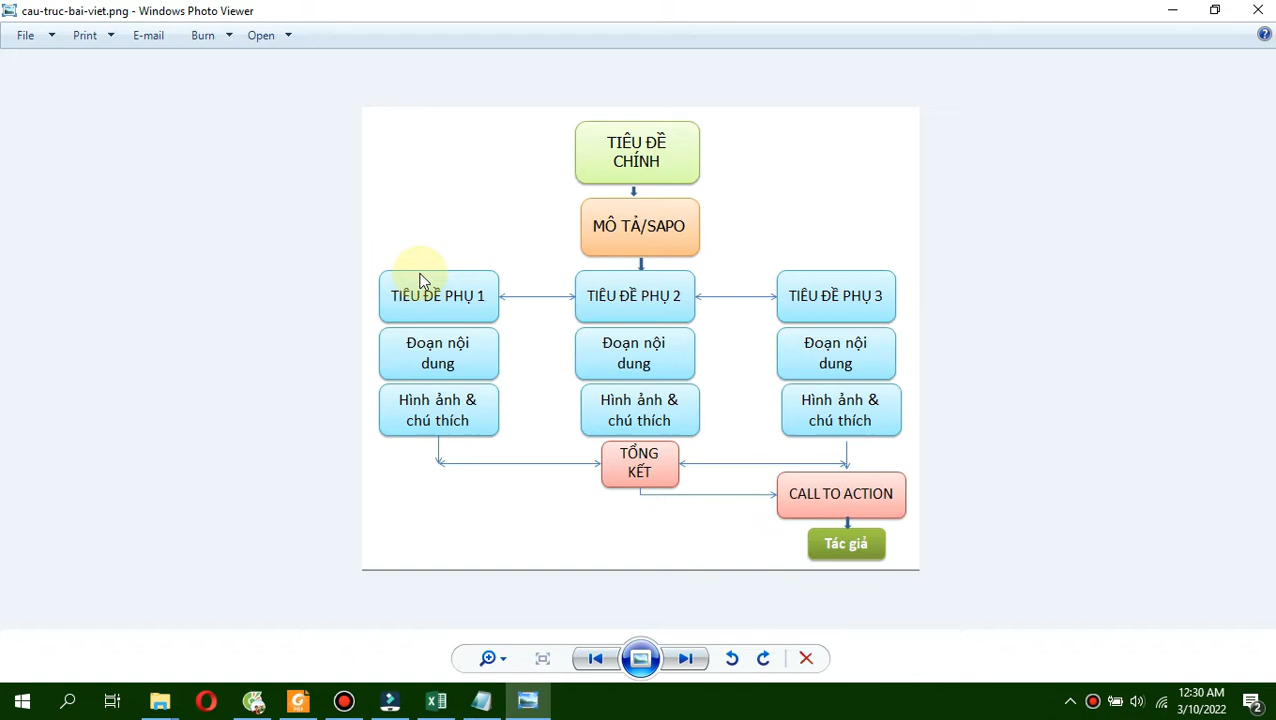 cau-truc-bai-viet.png - Windows Photo Viewer
File Print E-mail Burn Open
TIÊU ĐỀ
CHÍNH
MÔ TẢ/SAPO
TIÊU ĐỀ PHỤ 1
TIÊU ĐỀ PHỤ 2
TIÊU ĐỀ PHỤ 3
Đoạn nội
dung
Đoạn nội
dung
Đoạn nội
dung
Hình ảnh &
chú thích
Hình ảnh &
chú thích
Hình ảnh &
chú thích
TỔNG
KẾT
CALL TO ACTION
Tác giả
12:30 AM
3/10/2022
2